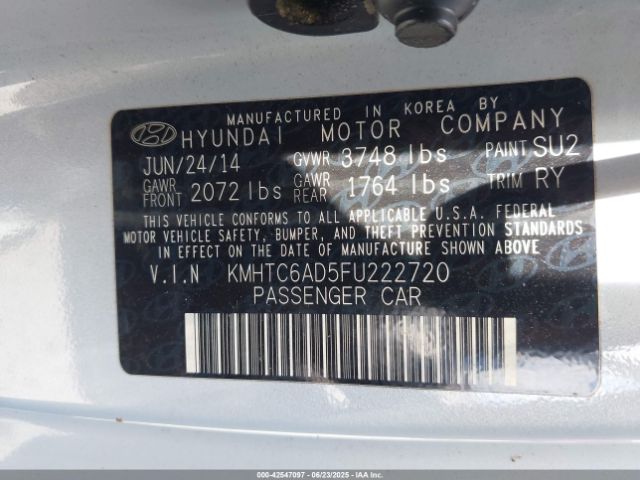 MANUFACTURED IN KOREA BY
HYUNDAI MOTOR COMPANY
JUN/24/14 GVWR 3748 lbs PAINT SU2
GAWR FRONT 2072 lbs GAWR REAR 1764 lbs TRIM RY
THIS VEHICLE CONFORMS TO ALL APPLICABLE U.S.A. FEDERAL
MOTOR VEHICLE SAFETY, BUMPER, AND THEFT PREVENTION STANDARDS
IN EFFECT ON THE DATE OF MANUFACTURE SHOWN ABOVE.
V.I.N KMHTC6AD5FU222720
PASSENGER CAR
000-42547097 - 06/23/2025 - IAAI.COM